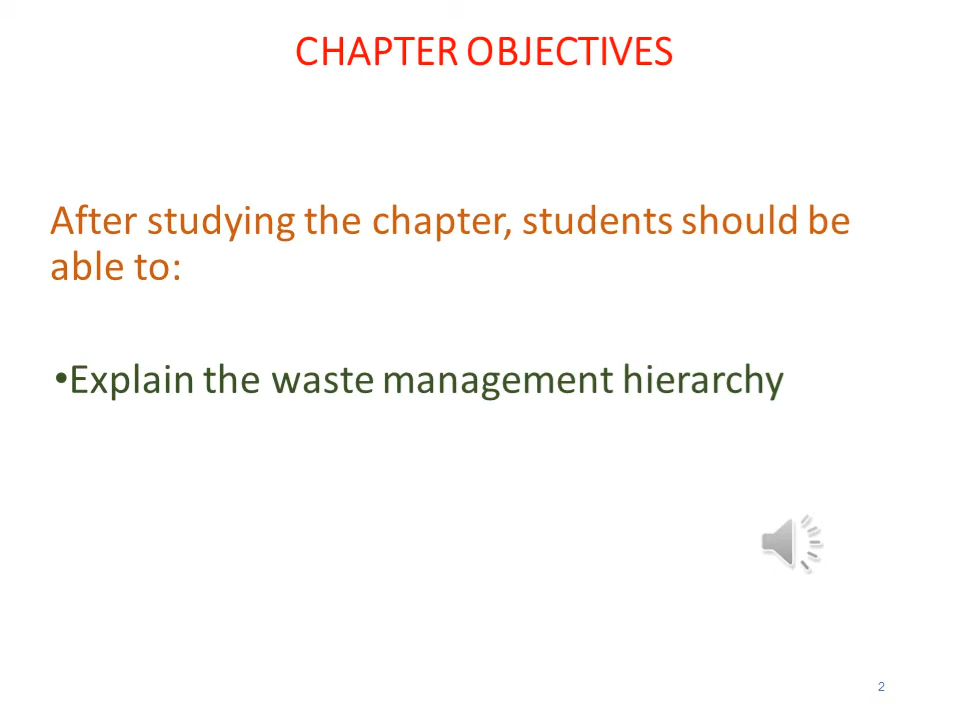 CHAPTER OBJECTIVES
After studying the chapter, students should be
able to:
•Explain the waste management hierarchy
2